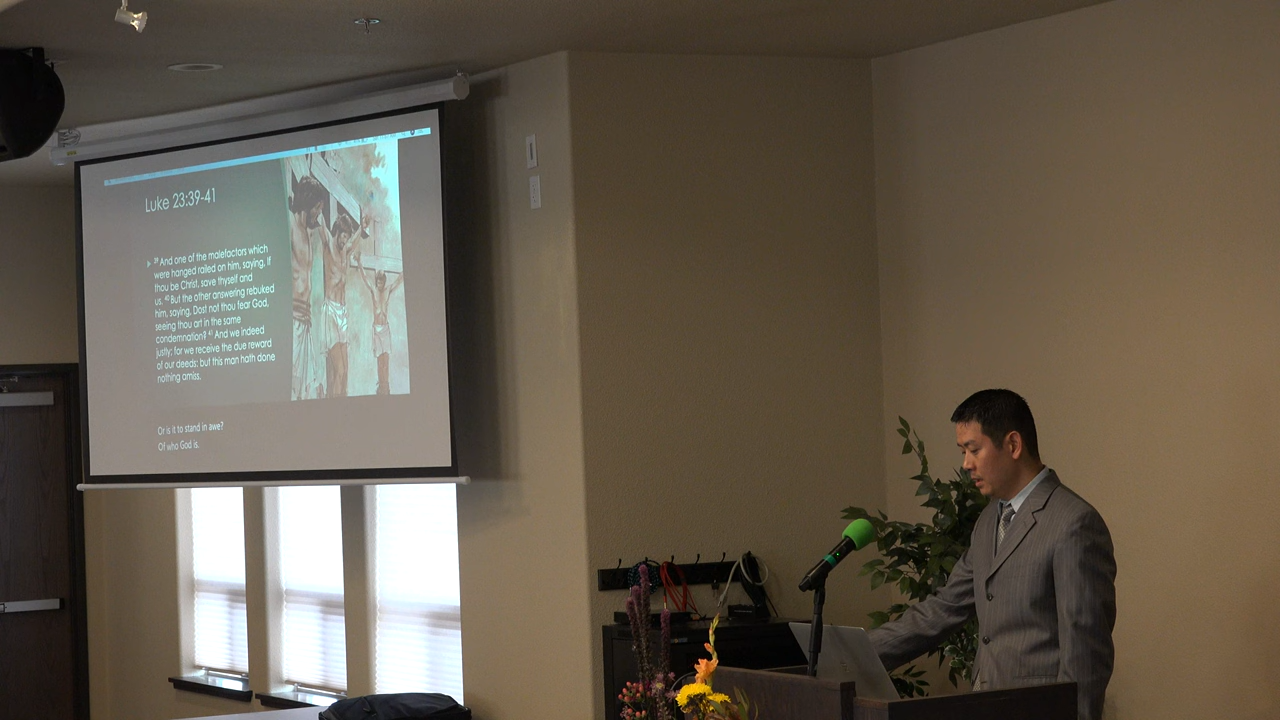 Luke 23:39-41
39 And one of the malefactors which
were hanged railed on him, saying, If
thou be Christ, save thyself and
us. 40 But the other answering rebuked
him, saying, Dost not thou fear God,
seeing thou art in the same
condemnation? 41 And we indeed
justly; for we receive the due reward
of our deeds: but this man hath done
nothing amiss.
Or is it to stand in awe?
Of who God is.